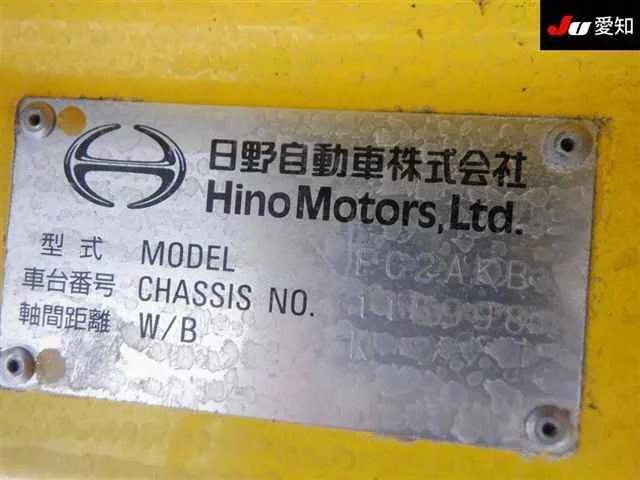 JU 愛知
日野自動車株式会社
Hino Motors, Ltd.
型式 MODEL FC2AKB
車台番号 CHASSIS NO.
軸間距離 W/B